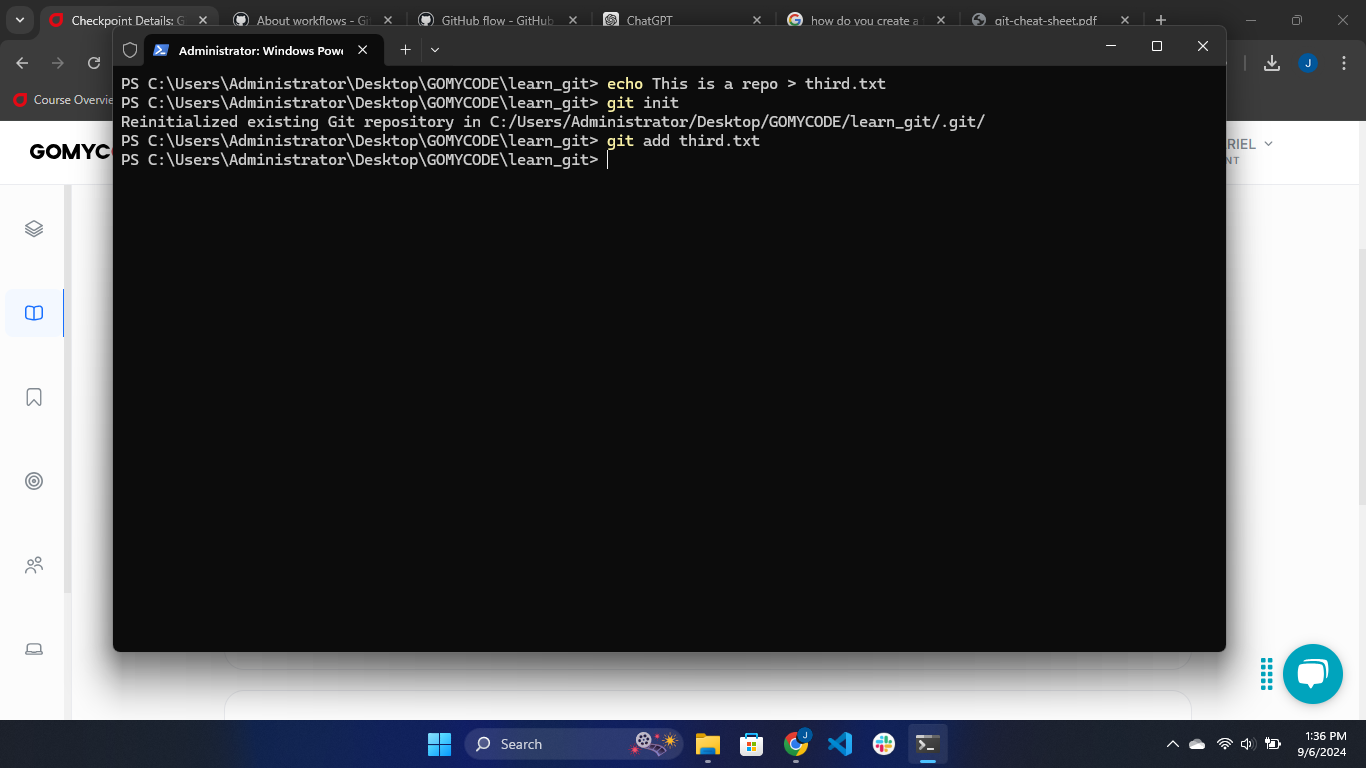 Checkpoint Details: G
About workflows - Gi
GitHub flow - GitHub
ChatGPT
how do you create a
git-cheat-sheet.pdf
Administrator: Windows Powe
J
Course Overvie
PS C:\Users\Administrator\Desktop\GOMYCODE\learn_git> echo This is a repo > third.txt
PS C:\Users\Administrator\Desktop\GOMYCODE\learn_git> git init
Reinitialized existing Git repository in C:/Users/Administrator/Desktop/GOMYCODE/learn_git/.git/
PS C:\Users\Administrator\Desktop\GOMYCODE\learn_git> git add third.txt
PS C:\Users\Administrator\Desktop\GOMYCODE\learn_git>
GOMYC
RIEL
NT
Search
J
1:36 PM
9/6/2024